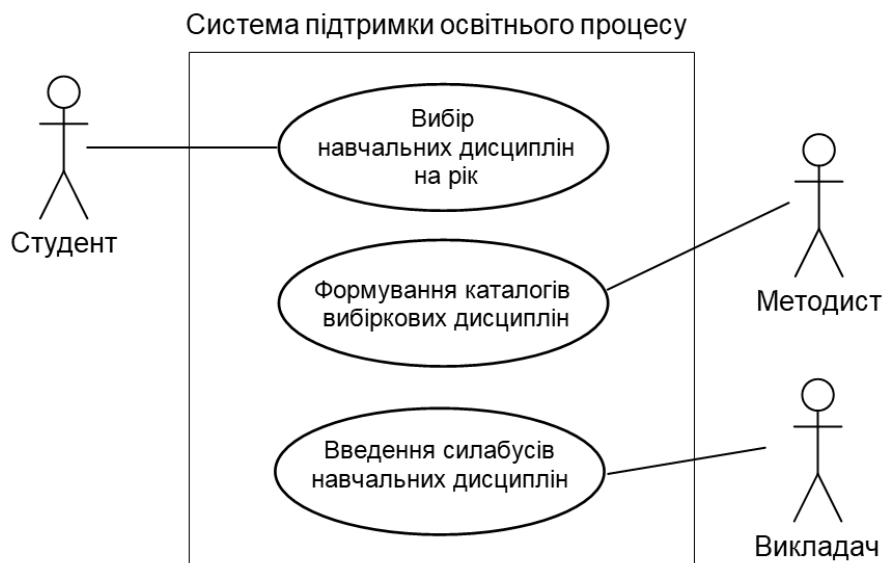 Система підтримки освітнього процесу
Вибір
навчальних дисциплін
на рік
Студент
Формування каталогів
вибіркових дисциплін
Методист
Введення силабусів
навчальних дисциплін
Викладач